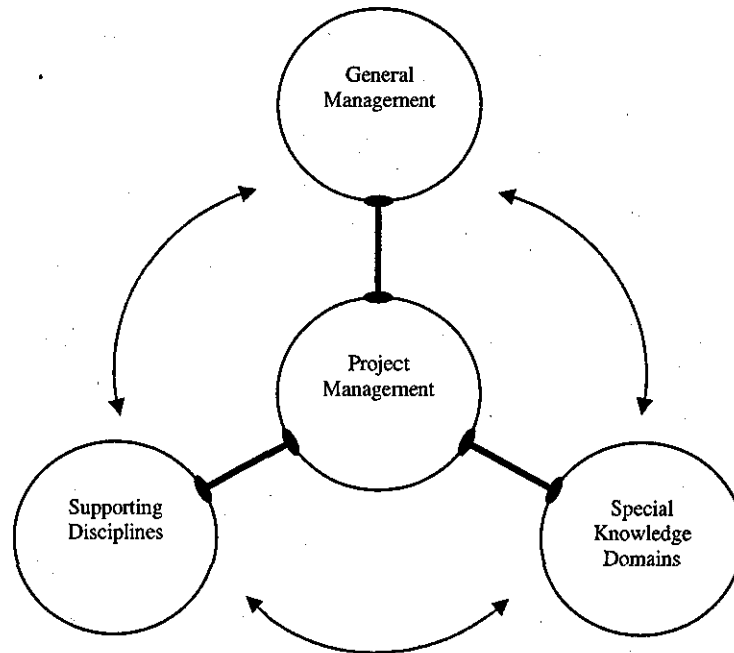 General
Management
Project
Management
Supporting
Disciplines
Special
Knowledge
Domains